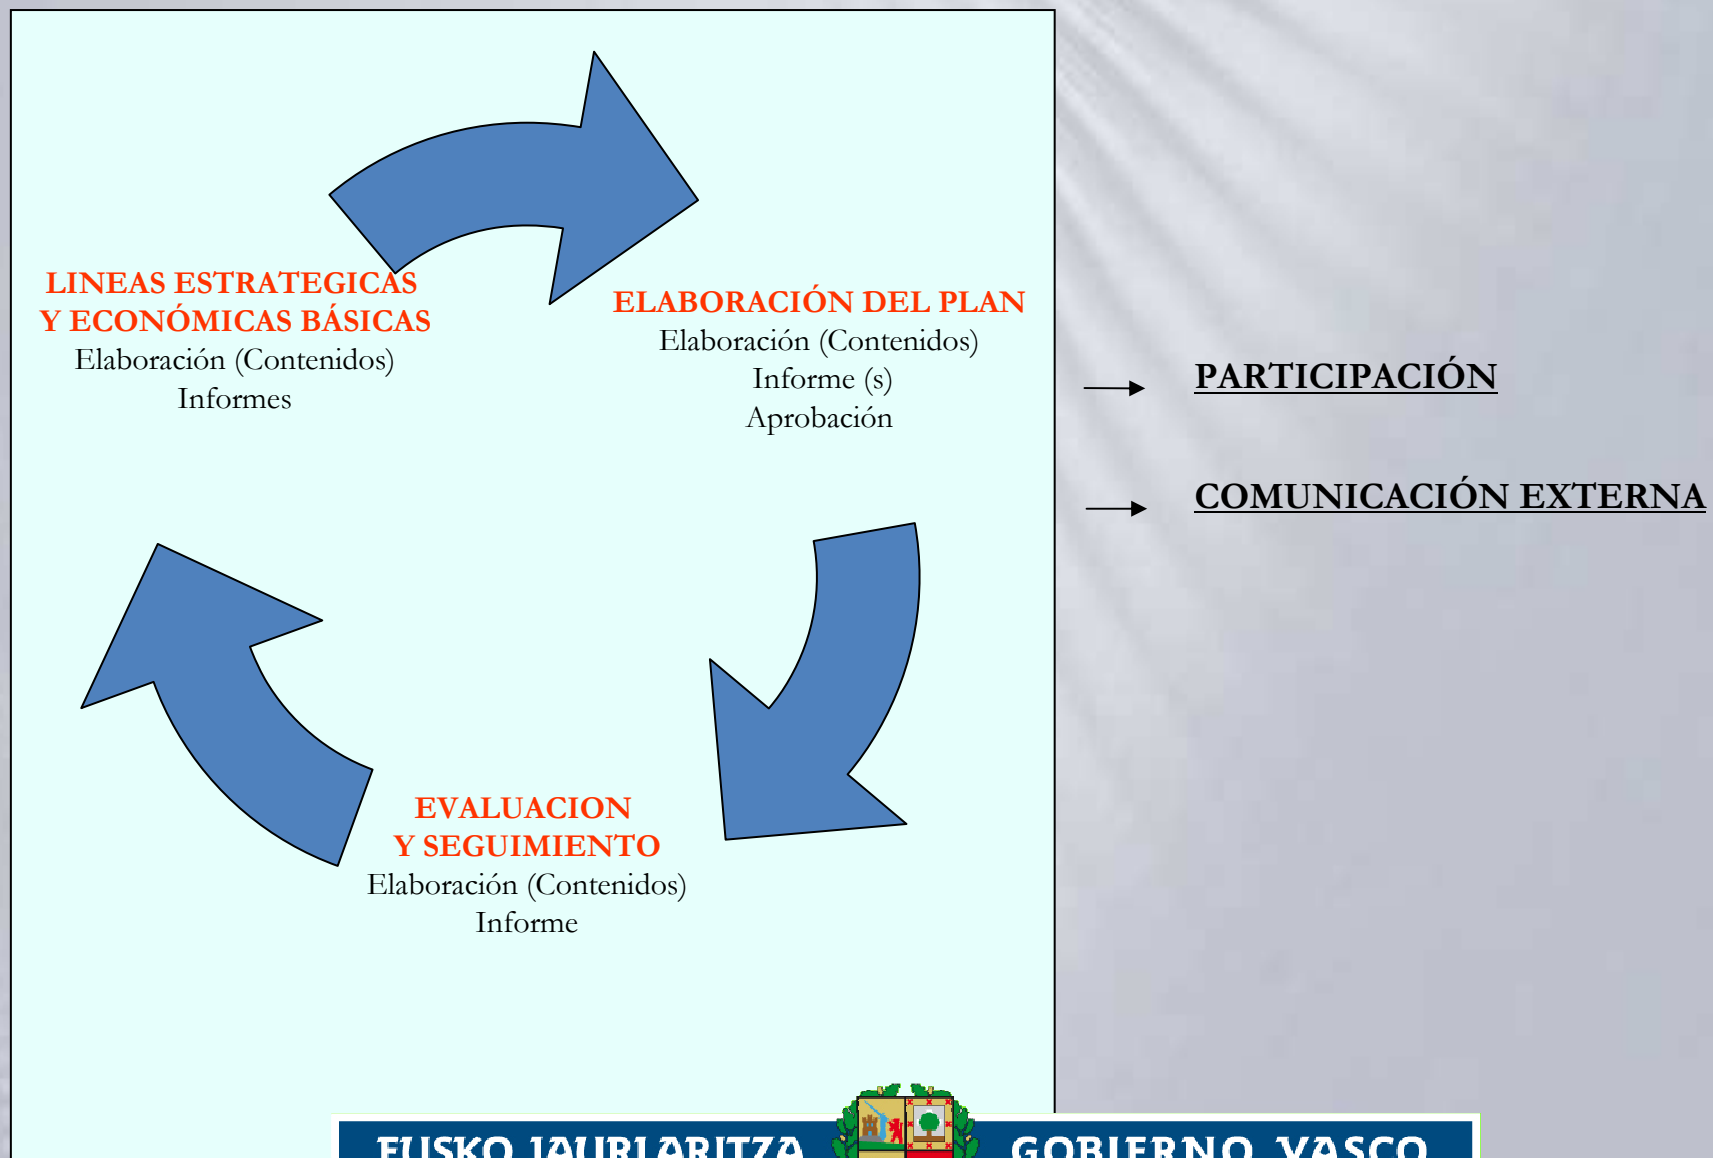 LINEAS ESTRATEGICAS
Y ECONÓMICAS BÁSICAS
Elaboración (Contenidos)
Informes
ELABORACIÓN DEL PLAN
Elaboración (Contenidos)
Informe (s)
Aprobación
EVALUACION
Y SEGUIMIENTO
Elaboración (Contenidos)
Informe
PARTICIPACIÓN
COMUNICACIÓN EXTERNA
EUSKO JAURLARITZA
GOBIERNO VASCO